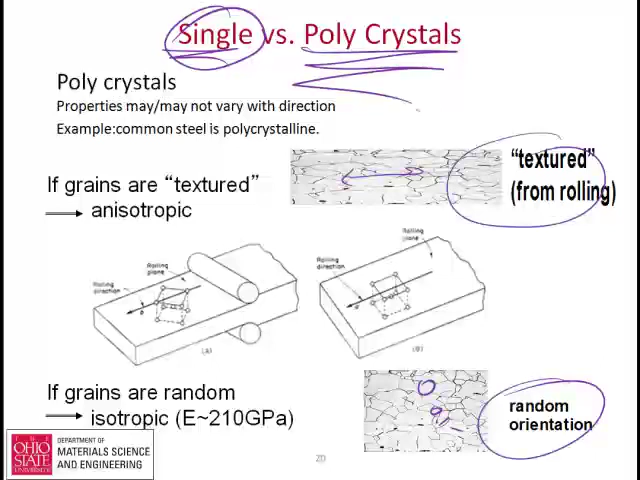 Single vs. Poly Crystals
Poly crystals
Properties may/may not vary with direction
Example:common steel is polycrystalline.
If grains are “textured”
anisotropic
“textured”
(from rolling)
Rolling
plane
Rolling
direction
(A)
Rolling
plane
Rolling
direction
(B)
If grains are random
isotropic (E~210GPa)
random
orientation
THE
OHIO
STATE
UNIVERSITY
DEPARTMENT OF
MATERIALS SCIENCE
AND ENGINEERING
20